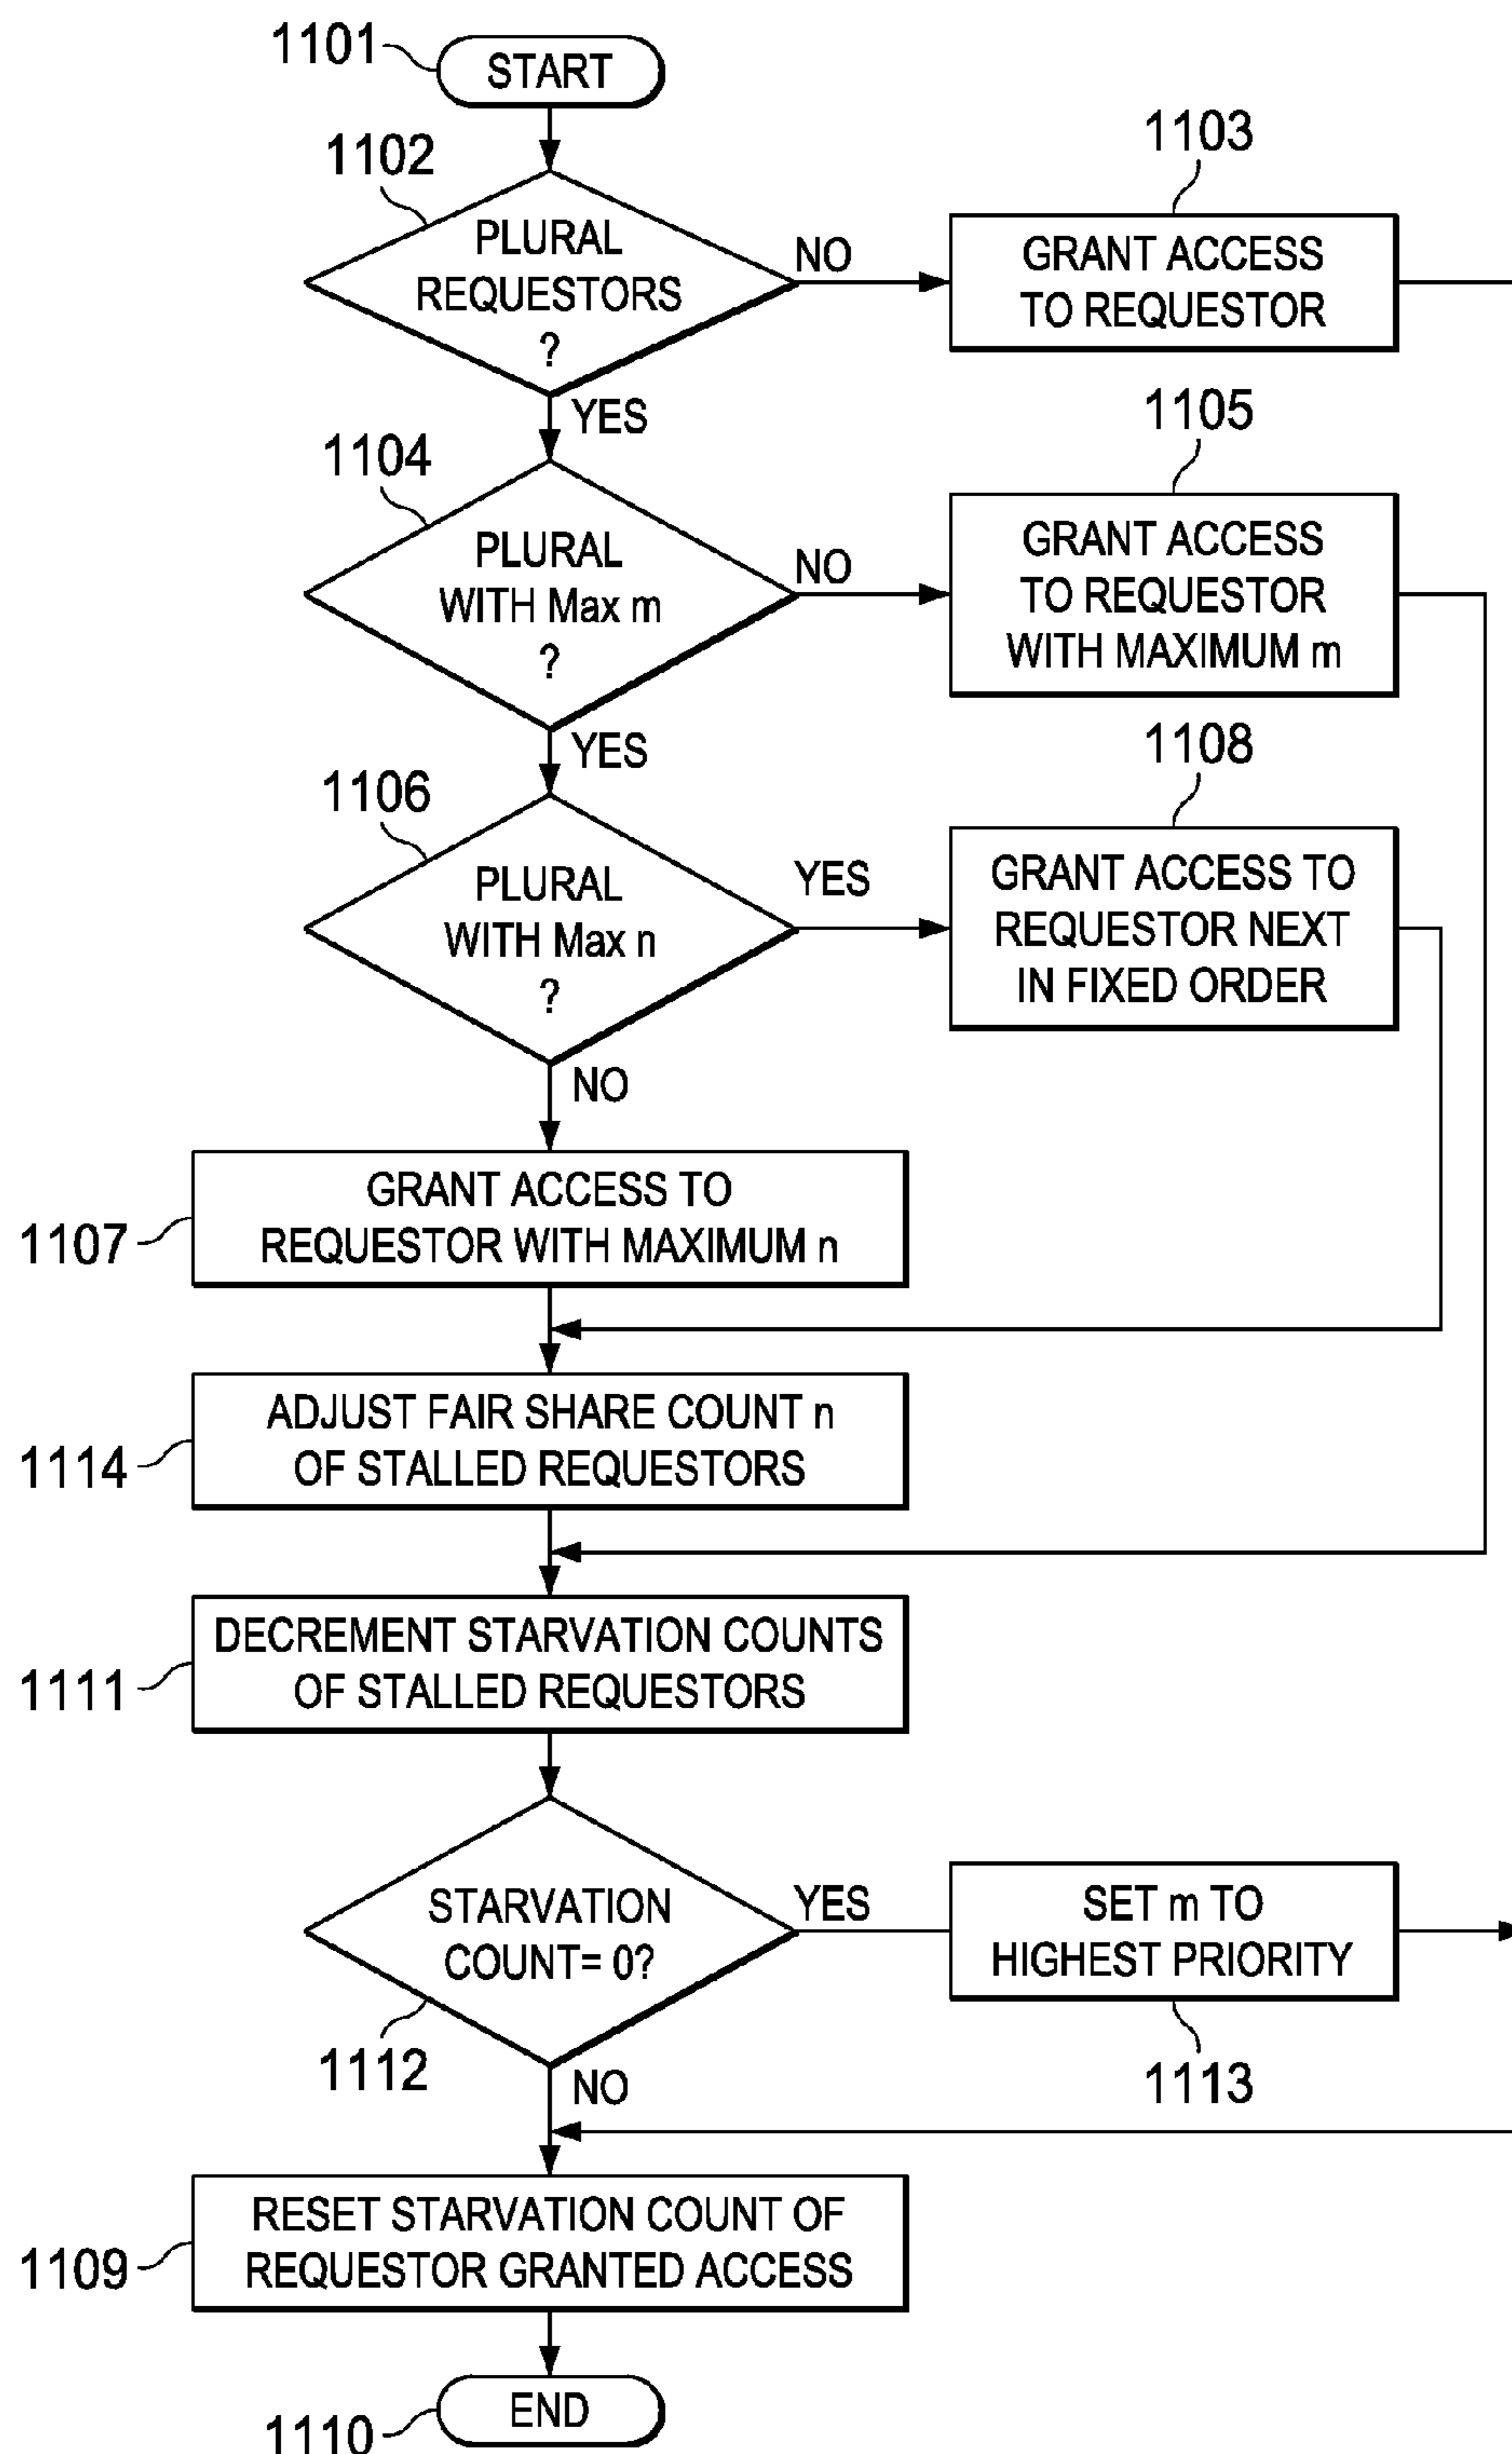 1101
START
1102
PLURAL
REQUESTORS
?
NO
1103
GRANT ACCESS
TO REQUESTOR
YES
1104
PLURAL
WITH Max m
?
NO
1105
GRANT ACCESS
TO REQUESTOR
WITH MAXIMUM m
YES
1106
PLURAL
WITH Max n
?
YES
1108
GRANT ACCESS TO
REQUESTOR NEXT
IN FIXED ORDER
NO
1107
GRANT ACCESS TO
REQUESTOR WITH MAXIMUM n
1114
ADJUST FAIR SHARE COUNT n
OF STALLED REQUESTORS
1111
DECREMENT STARVATION COUNTS
OF STALLED REQUESTORS
STARVATION
COUNT= 0?
1112
YES
SET m TO
HIGHEST PRIORITY
1113
NO
1109
RESET STARVATION COUNT OF
REQUESTOR GRANTED ACCESS
1110
END